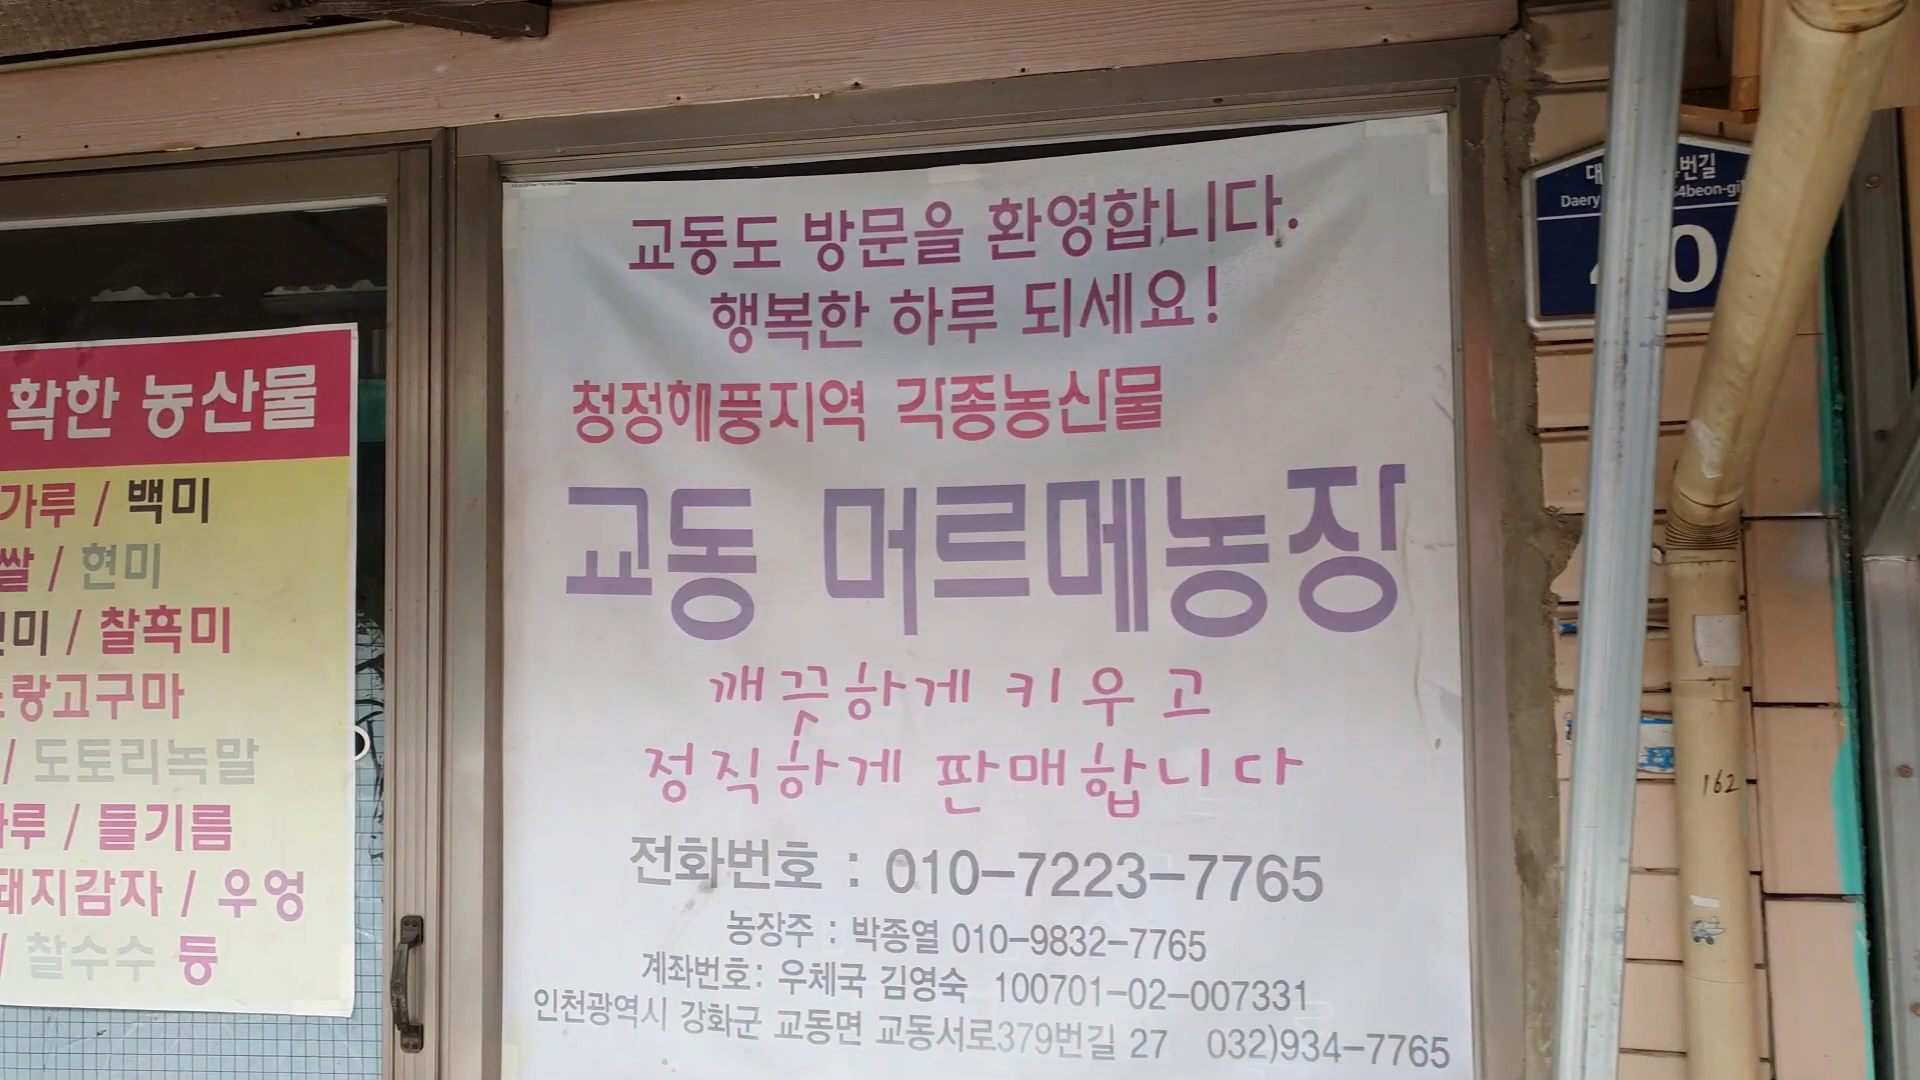 확한 농산물
가루 / 백미
쌀 / 현미
미 / 찰흑미
랑고구마
/ 도토리녹말
루 / 들기름
돼지감자 / 우엉
/ 찰수수 등
교동도 방문을 환영합니다.
행복한 하루 되세요!
청정해풍지역 각종농산물
교동 머르메농장
깨끗하게 키우고
정직하게 판매합니다
전화번호 : 010-7223-7765
농장주 : 박종열 010-9832-7765
계좌번호: 우체국 김영숙 100701-02-007331
인천광역시 강화군 교동면 교동서로379번길 27 032)934-7765
대 번길
Daery 54beon-gil
0
162